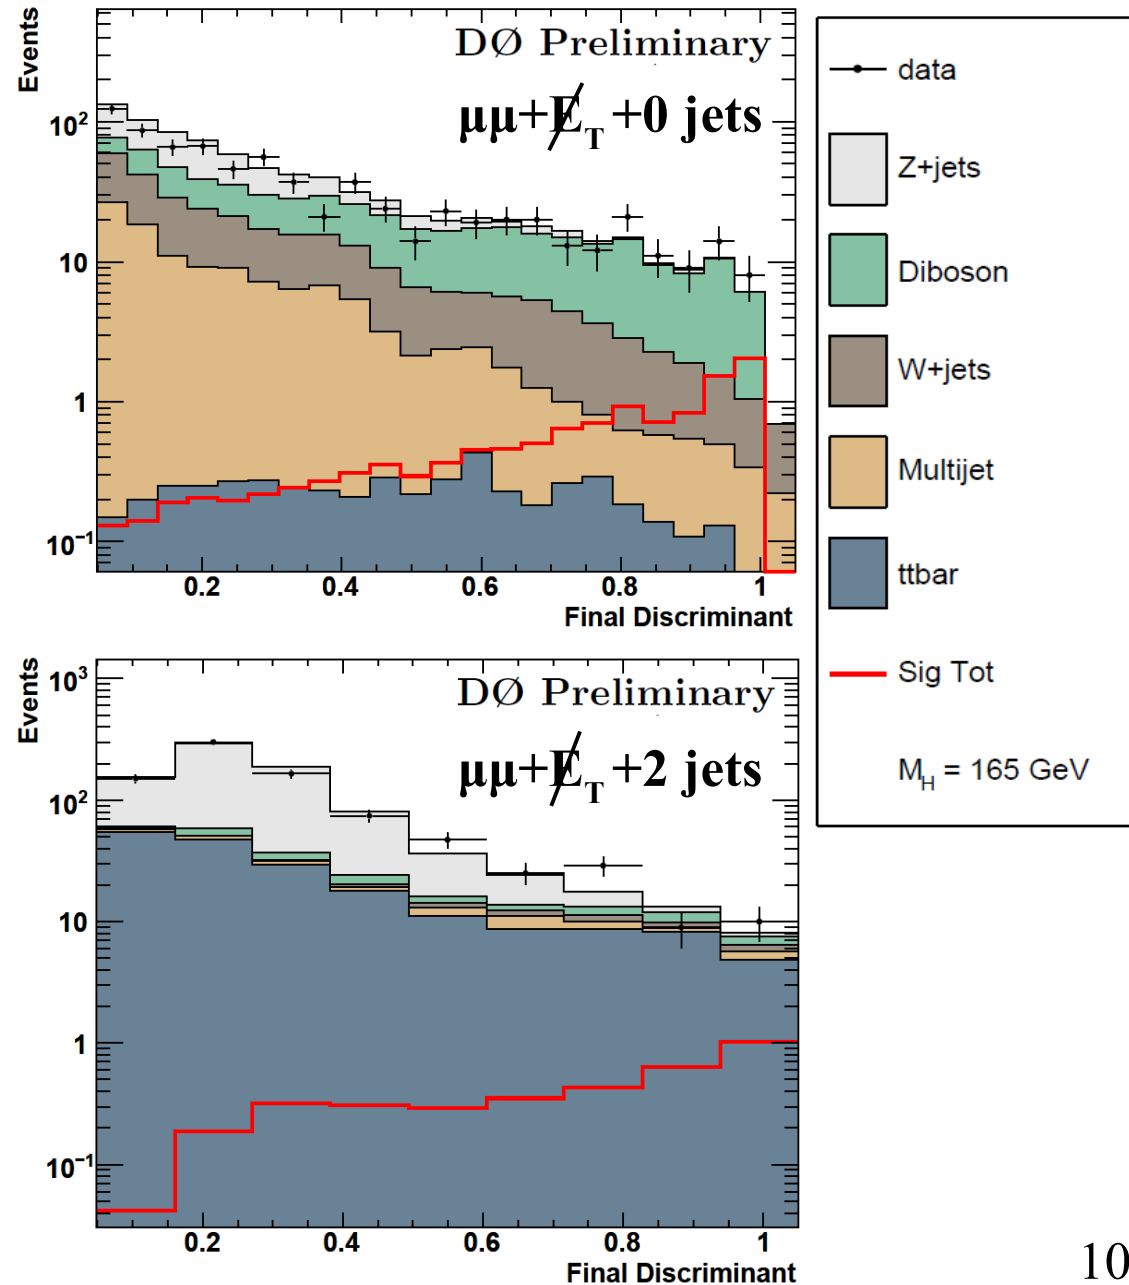 Events
DØ Preliminary
μμ+E̸T +0 jets
10²
10
1
10⁻¹
0.2 0.4 0.6 0.8 1
Final Discriminant
data
Z+jets
Diboson
W+jets
Multijet
ttbar
Sig Tot
MH = 165 GeV
Events
DØ Preliminary
μμ+E̸T +2 jets
10³
10²
10
1
10⁻¹
0.2 0.4 0.6 0.8 1
Final Discriminant
10